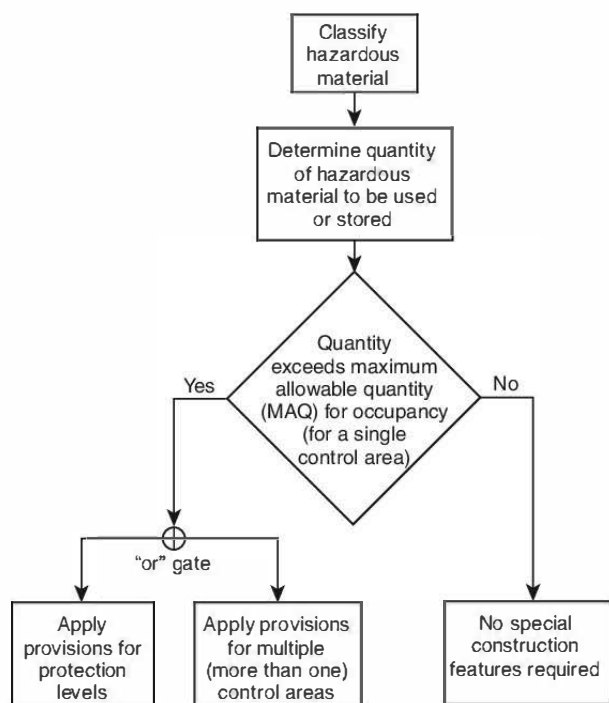 Classify
hazardous
material
Determine quantity
of hazardous
material to be used
or stored
Quantity
exceeds maximum
allowable quantity
(MAQ) for occupancy
(for a single
control area)
Yes
No
“or” gate
Apply
provisions for
protection
levels
Apply provisions
for multiple
(more than one)
control areas
No special
construction
features required